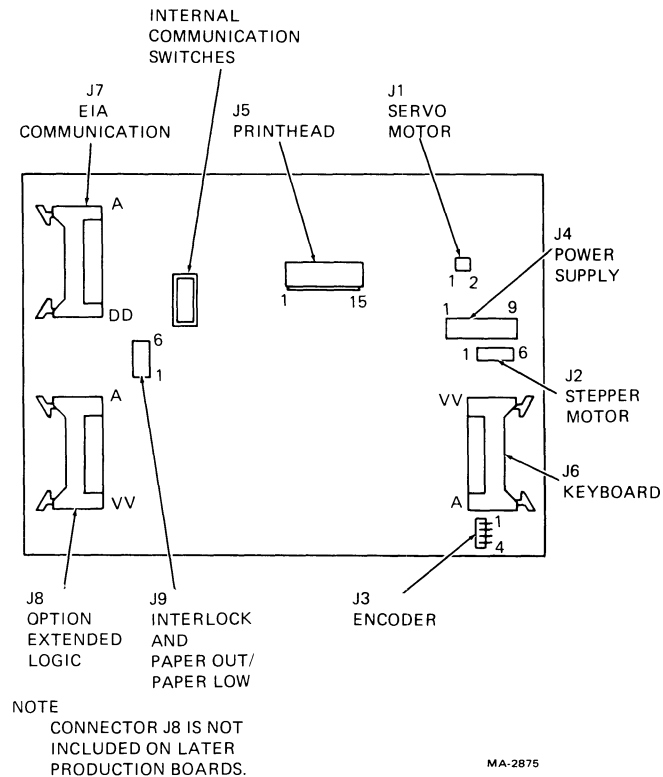 INTERNAL
COMMUNICATION
SWITCHES
J7
EIA
COMMUNICATION
J5
PRINTHEAD
J1
SERVO
MOTOR
J4
POWER
SUPPLY
A
DD
1 15
1 2
1 9
1 6
J2
STEPPER
MOTOR
6
1
A
VV
VV
A
J6
KEYBOARD
1
4
J8
OPTION
EXTENDED
LOGIC
J9
INTERLOCK
AND
PAPER OUT/
PAPER LOW
J3
ENCODER
NOTE
CONNECTOR J8 IS NOT
INCLUDED ON LATER
PRODUCTION BOARDS.
MA-2875